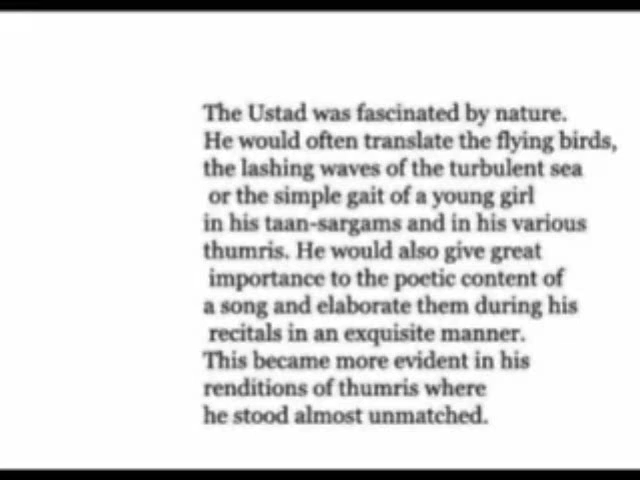 The Ustad was fascinated by nature.
He would often translate the flying birds,
the lashing waves of the turbulent sea
or the simple gait of a young girl
in his taan-sargams and in his various
thumris. He would also give great
importance to the poetic content of
a song and elaborate them during his
recitals in an exquisite manner.
This became more evident in his
renditions of thumris where
he stood almost unmatched.